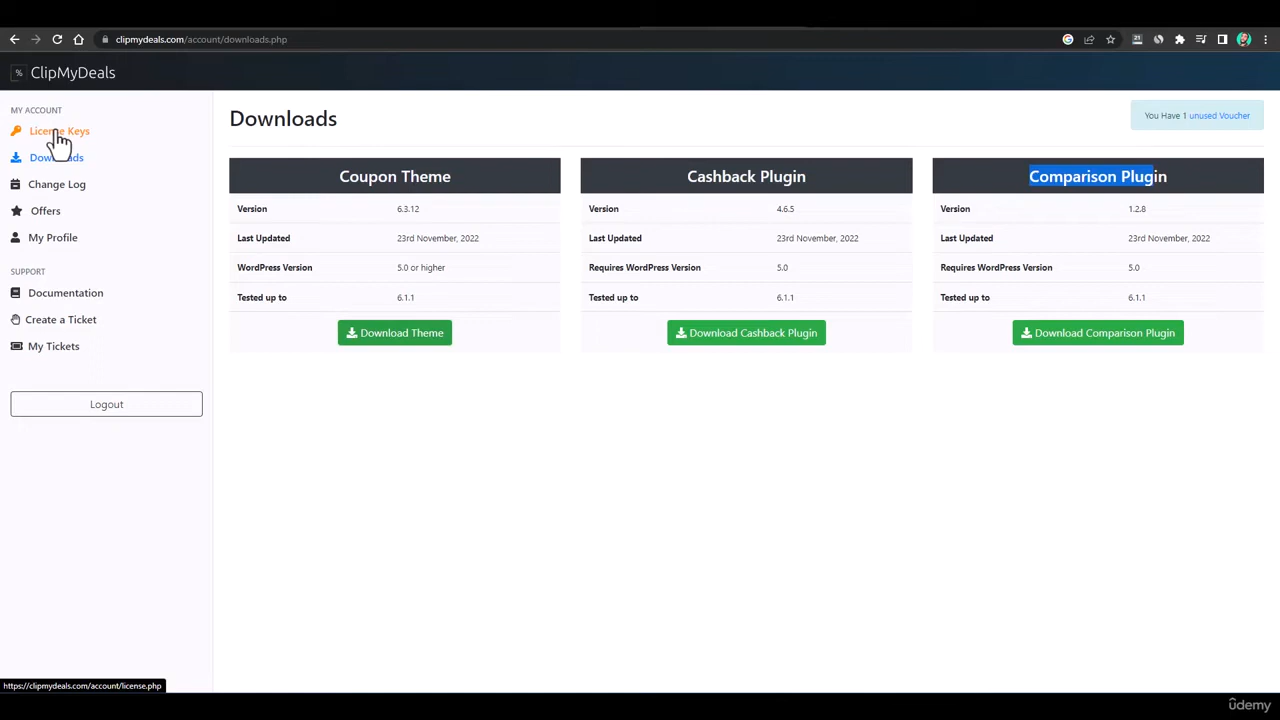 clipmydeals.com/account/downloads.php
ClipMyDeals
MY ACCOUNT
License Keys
Downloads
Change Log
Offers
My Profile
SUPPORT
Documentation
Create a Ticket
My Tickets
Logout
Downloads
You Have 1 unused Voucher
Coupon Theme
Version 6.3.12
Last Updated 23rd November, 2022
WordPress Version 5.0 or higher
Tested up to 6.1.1
Download Theme
Cashback Plugin
Version 4.6.5
Last Updated 23rd November, 2022
Requires WordPress Version 5.0
Tested up to 6.1.1
Download Cashback Plugin
Comparison Plugin
Version 1.2.8
Last Updated 23rd November, 2022
Requires WordPress Version 5.0
Tested up to 6.1.1
Download Comparison Plugin
https://clipmydeals.com/account/license.php
ûdemy